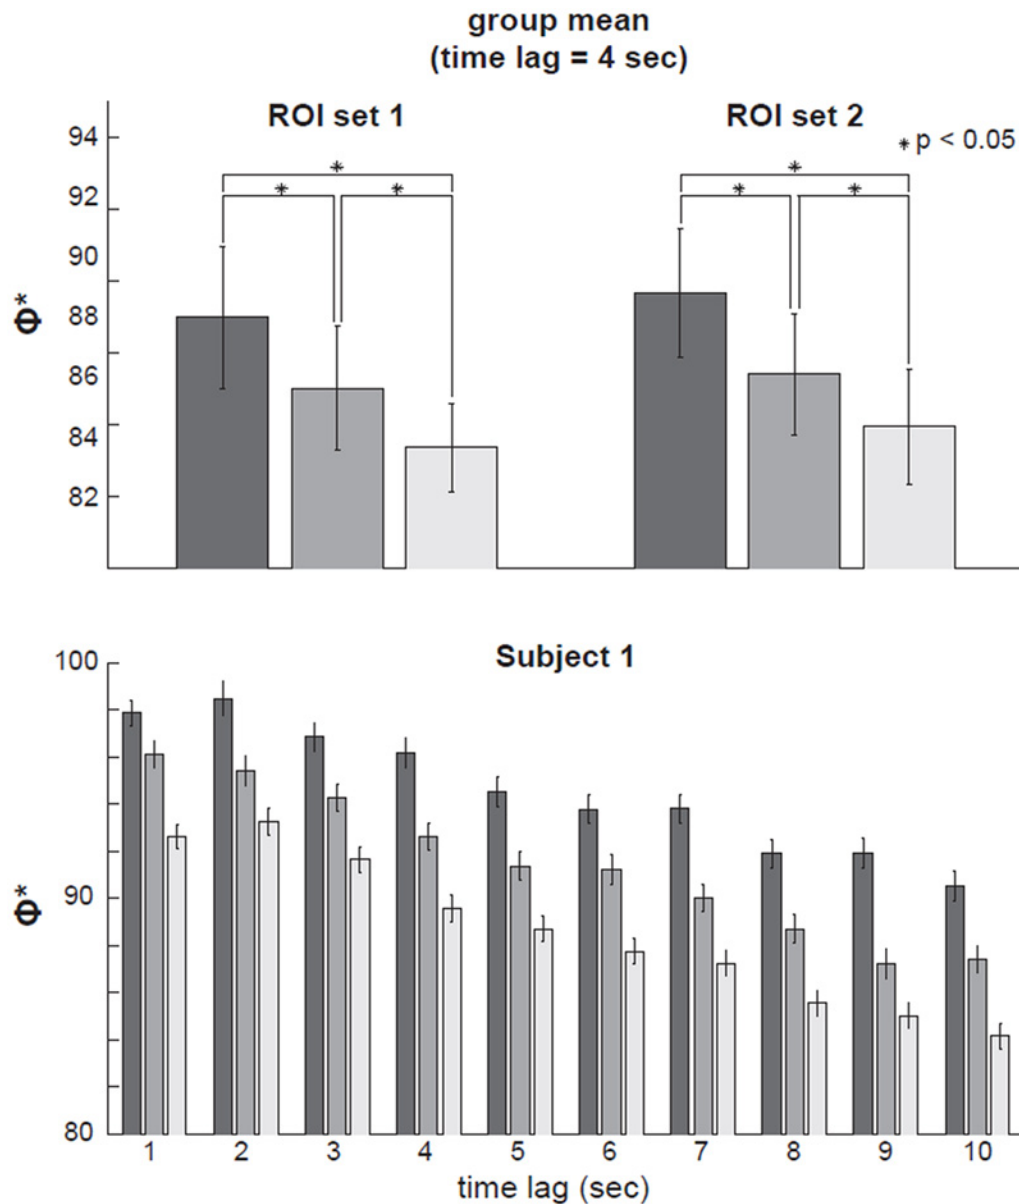 group mean
(time lag = 4 sec)
ROI set 1
ROI set 2
* p < 0.05
94
92
90
88
86
84
82
Φ*
* * *
* * *
Subject 1
100
90
80
Φ*
1 2 3 4 5 6 7 8 9 10
time lag (sec)